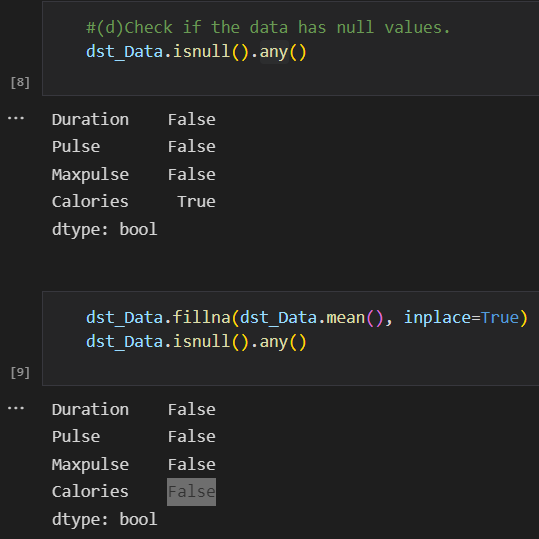 #(d)Check if the data has null values.
dst_Data.isnull().any()
[8]
... Duration    False
Pulse       False
Maxpulse    False
Calories     True
dtype: bool
dst_Data.fillna(dst_Data.mean(), inplace=True)
dst_Data.isnull().any()
[9]
... Duration    False
Pulse       False
Maxpulse    False
Calories    False
dtype: bool